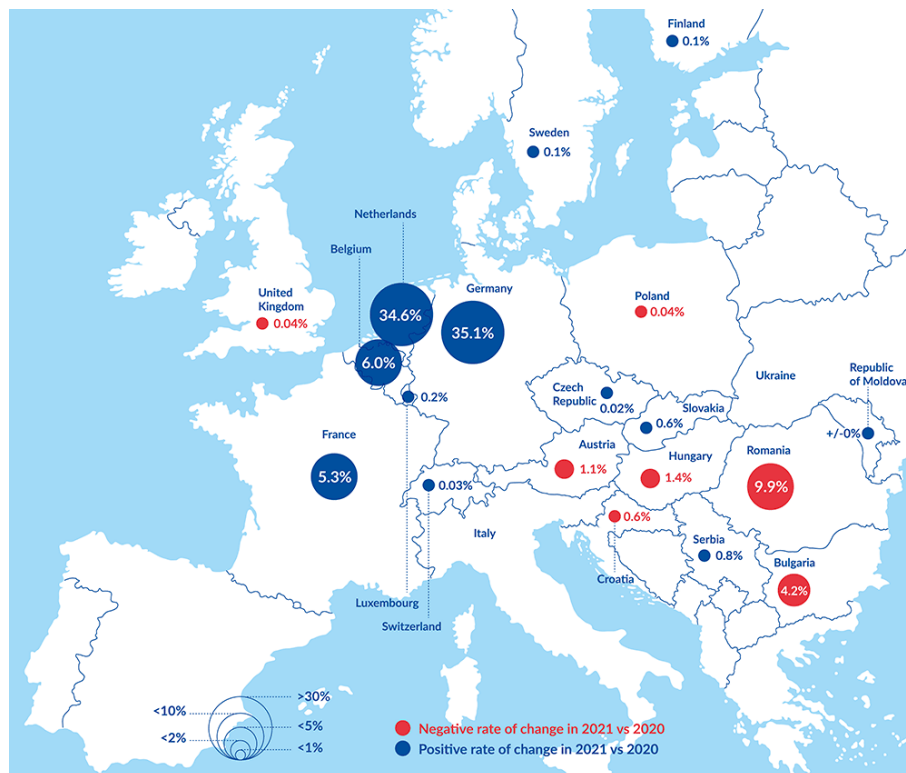 Finland
0.1%
Sweden
0.1%
Netherlands
Belgium
United
Kingdom
0.04%
34.6%
Germany
35.1%
Poland
0.04%
6.0%
0.2%
Czech
Republic
0.02%
Slovakia
0.6%
Ukraine
Republic
of Moldova
+/-0%
France
5.3%
Austria
1.1%
Hungary
1.4%
Romania
9.9%
0.03%
Italy
0.6%
Croatia
Serbia
0.8%
Bulgaria
4.2%
Luxembourg
Switzerland
>30%
<10%
<5%
<2%
<1%
Negative rate of change in 2021 vs 2020
Positive rate of change in 2021 vs 2020